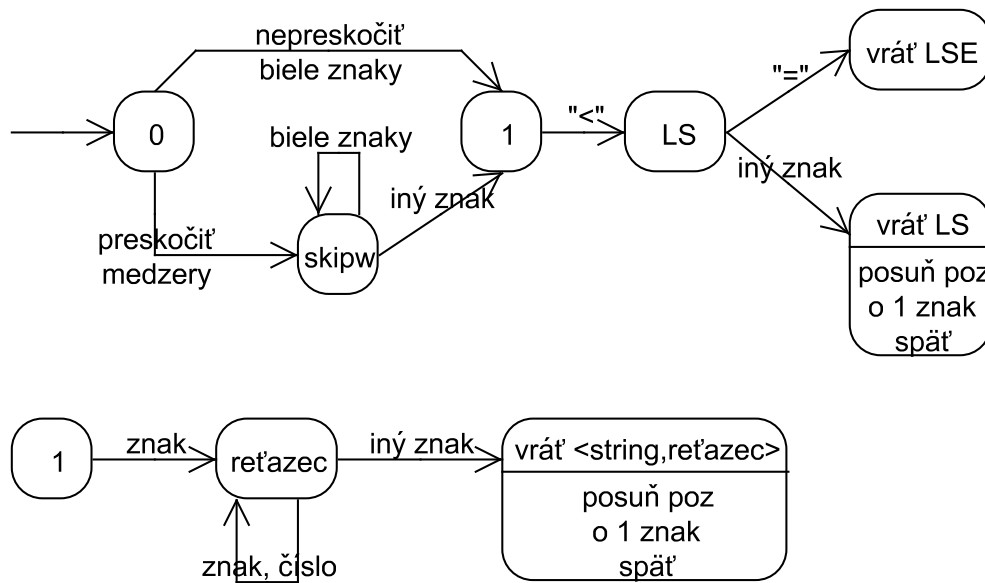 nepreskočiť
biele znaky
0
biele znaky
1
"<"
LS
"="
vráť LSE
iný znak
iný znak
preskočiť
medzery
skipw
vráť LS
posuň poz
o 1 znak
späť
1
znak
reťazec
iný znak
vráť <string,reťazec>
posuň poz
o 1 znak
späť
znak, číslo